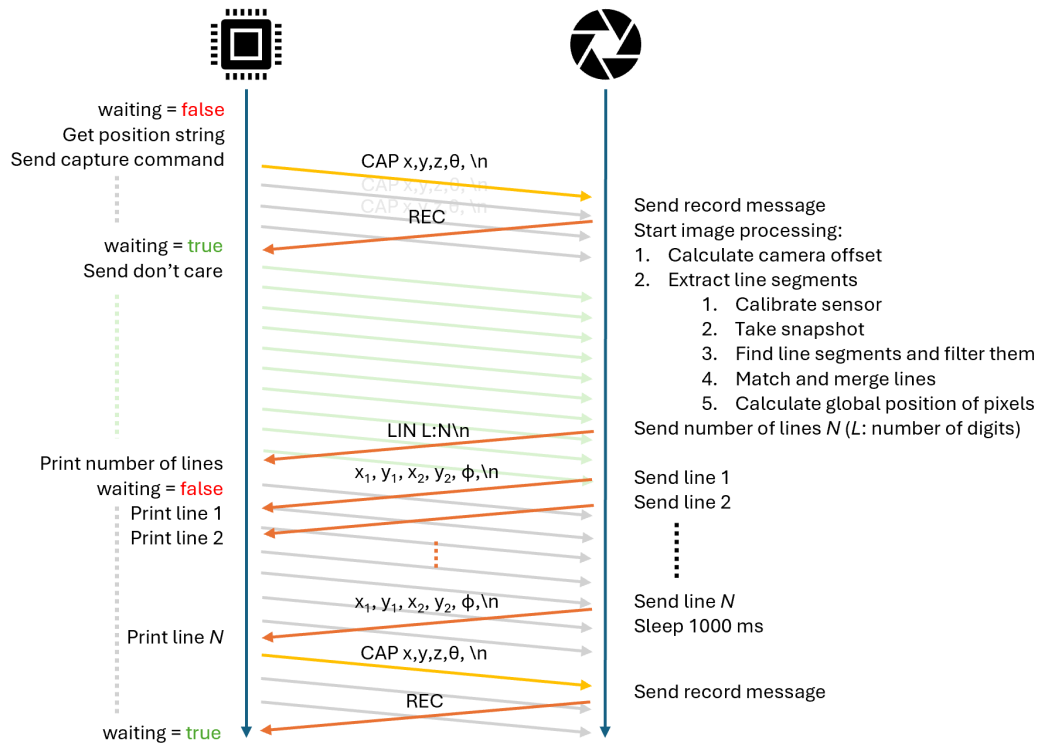 waiting = false
Get position string
Send capture command
CAP x,y,z,θ, \n
CAP x,y,z,θ, \n
CAP x,y,z,θ, \n
REC
Send record message
Start image processing:
1. Calculate camera offset
2. Extract line segments
1. Calibrate sensor
2. Take snapshot
3. Find line segments and filter them
4. Match and merge lines
5. Calculate global position of pixels
waiting = true
Send don't care
LIN L:N\n
Send number of lines N (L: number of digits)
Print number of lines
waiting = false
x₁, y₁, x₂, y₂, ϕ,\n
Send line 1
Send line 2
Print line 1
Print line 2
x₁, y₁, x₂, y₂, ϕ,\n
Send line N
Sleep 1000 ms
Print line N
CAP x,y,z,θ, \n
Send record message
REC
waiting = true